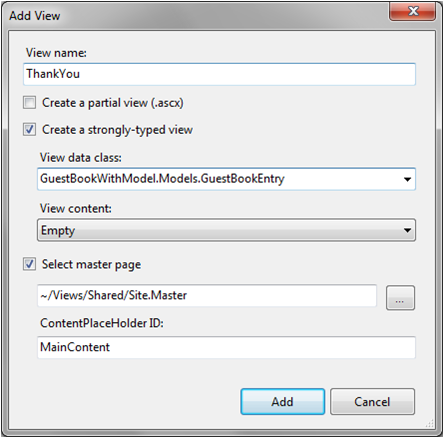 Add View
View name:
ThankYou
Create a partial view (.ascx)
Create a strongly-typed view
View data class:
GuestBookWithModel.Models.GuestBookEntry
View content:
Empty
Select master page
~/Views/Shared/Site.Master
...
ContentPlaceHolder ID:
MainContent
Add Cancel